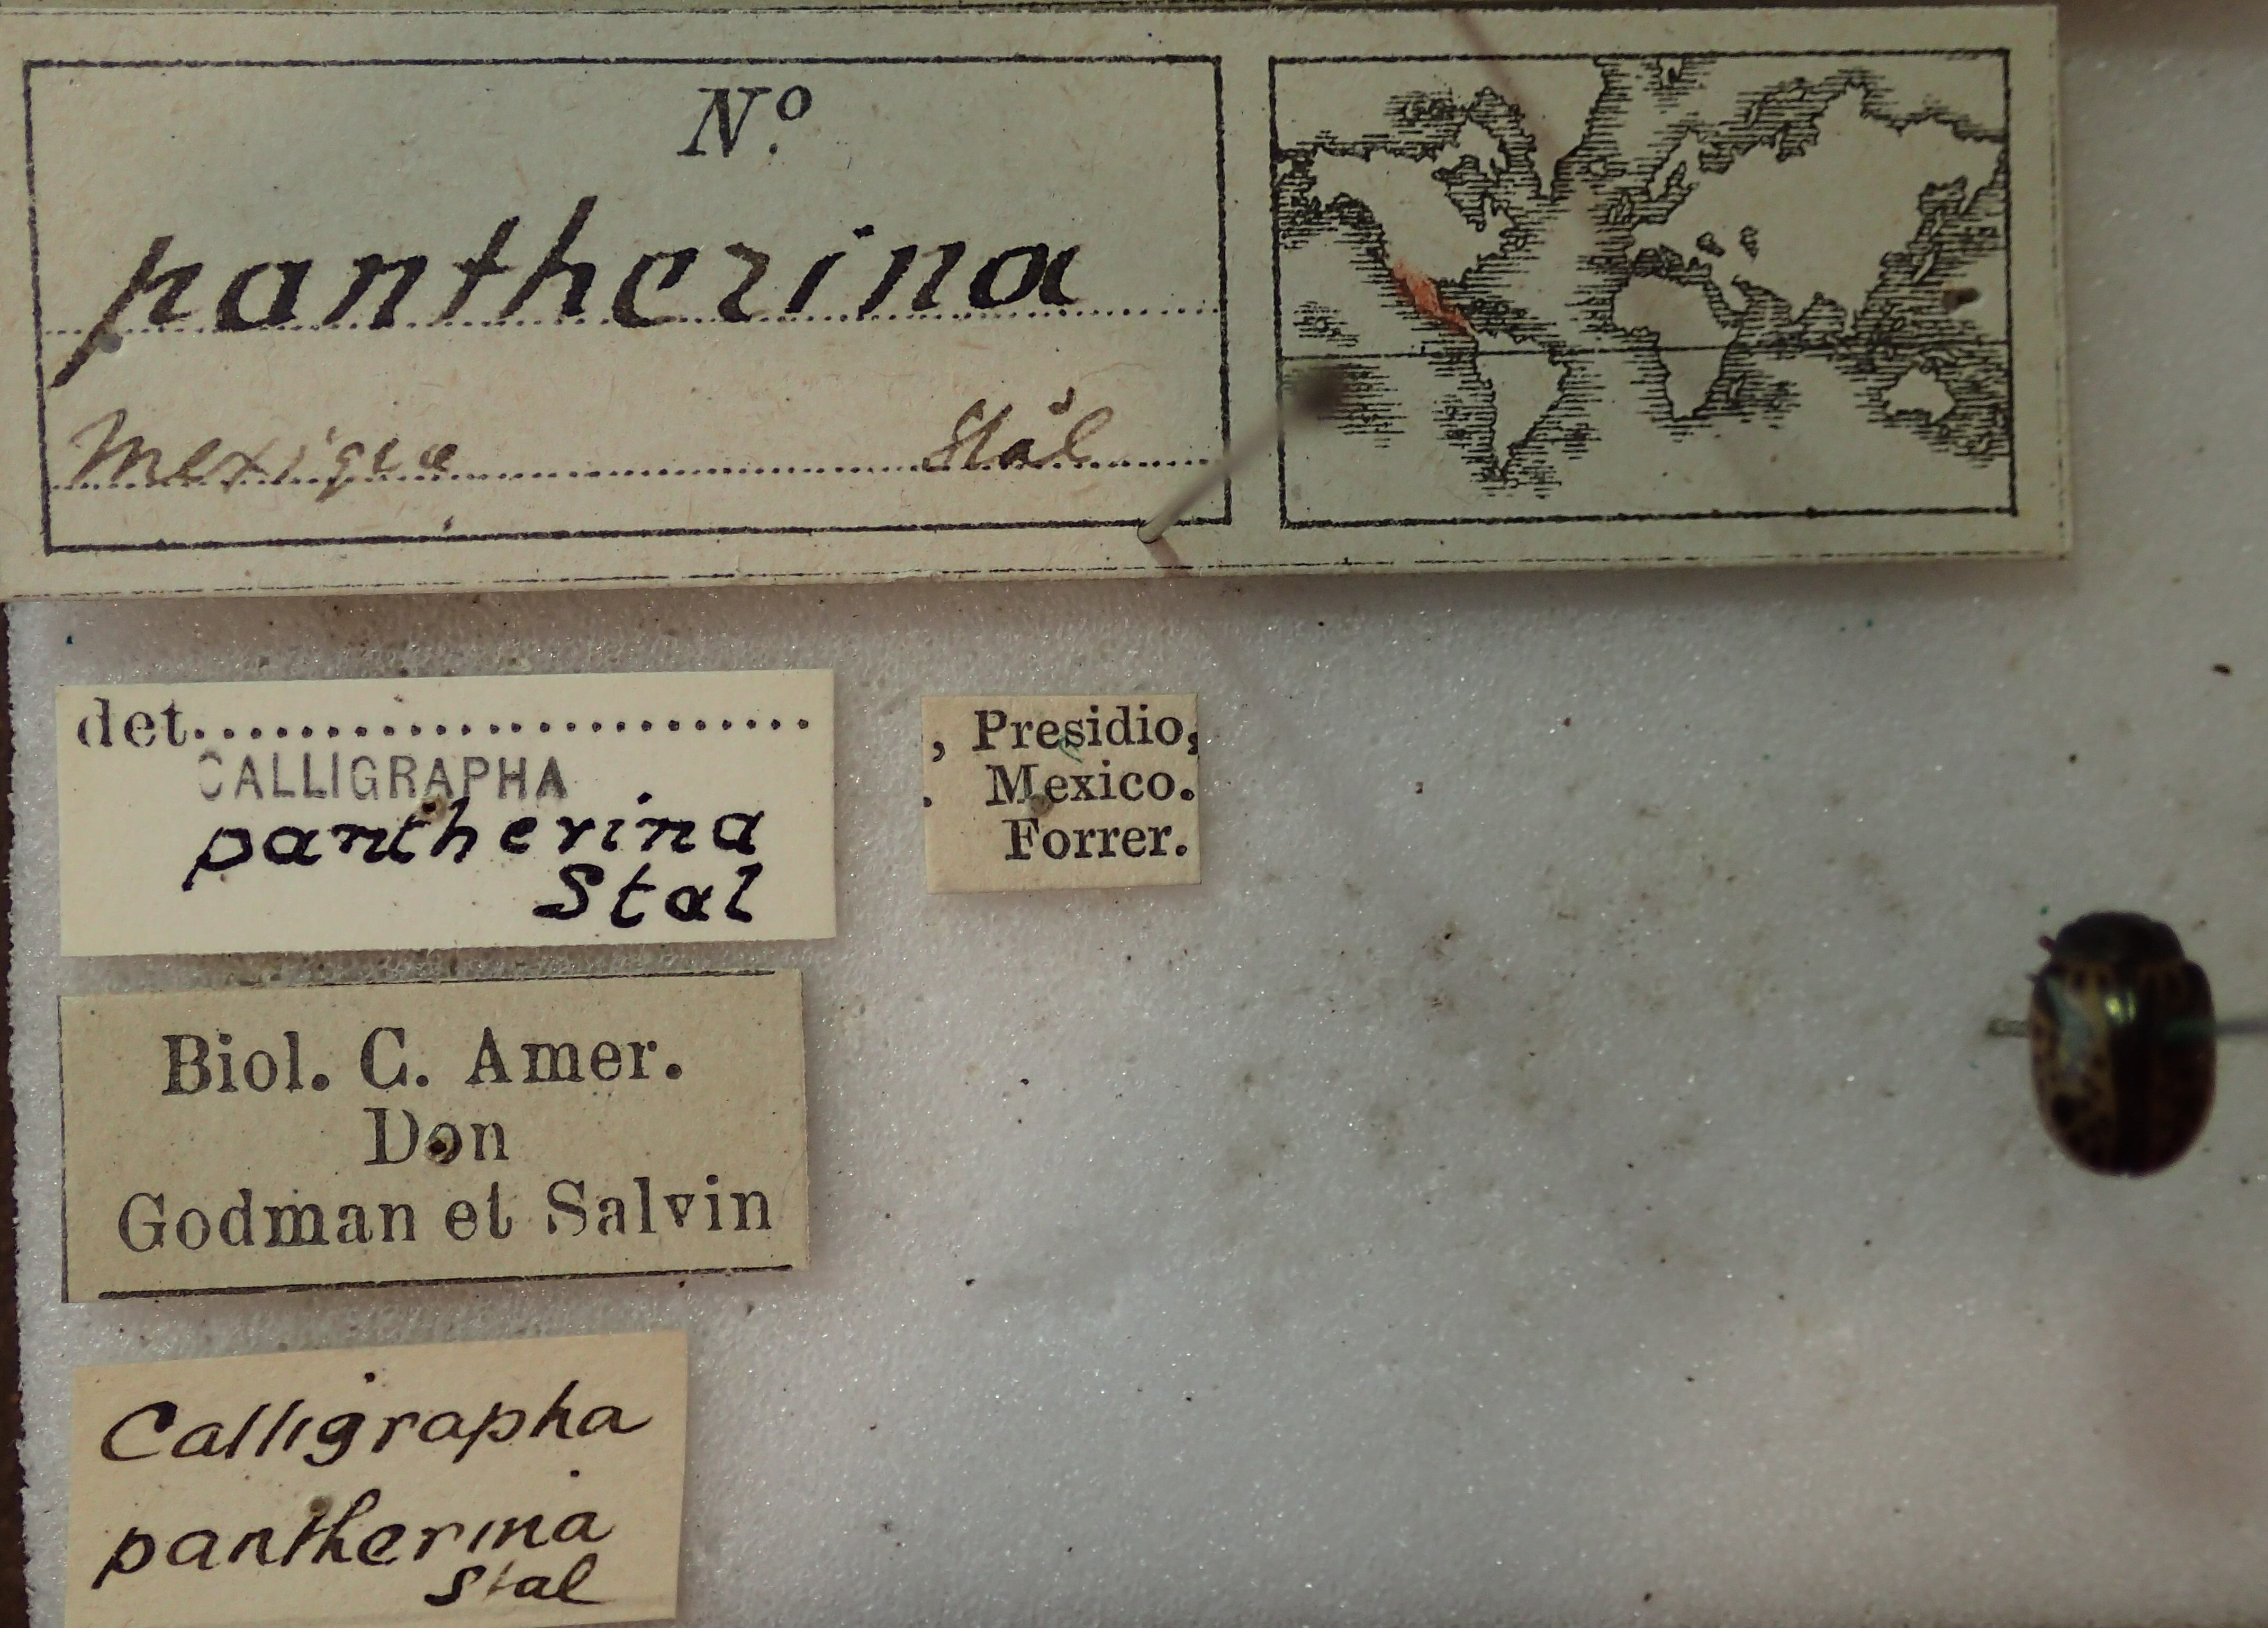 Nº
pantherina
Mexique Stål
det..........................
CALLIGRAPHA
pantherina
Stal
, Presidio,
. Mexico.
Forrer.
Biol. C. Amer.
Don
Godman et Salvin
Calligrapha
pantherina
Stal